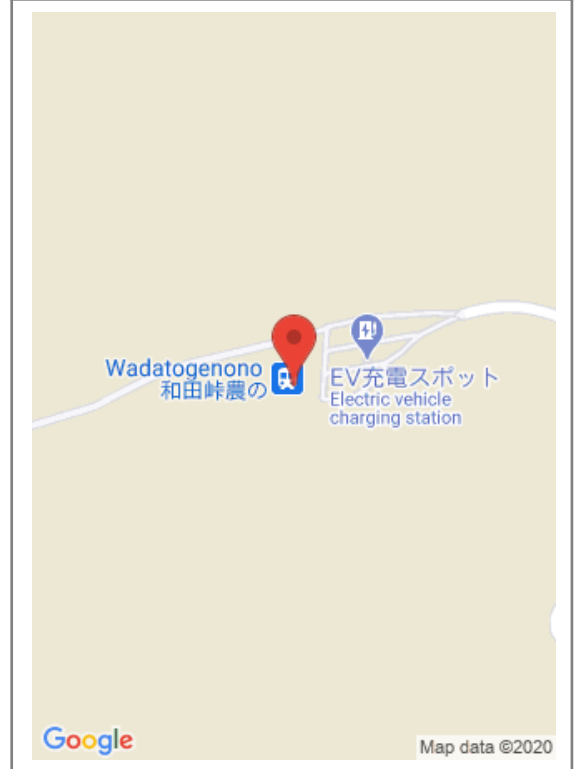 Wadatogenono
和田峠農の
EV充電スポット
Electric vehicle
charging station
Google
Map data ©2020